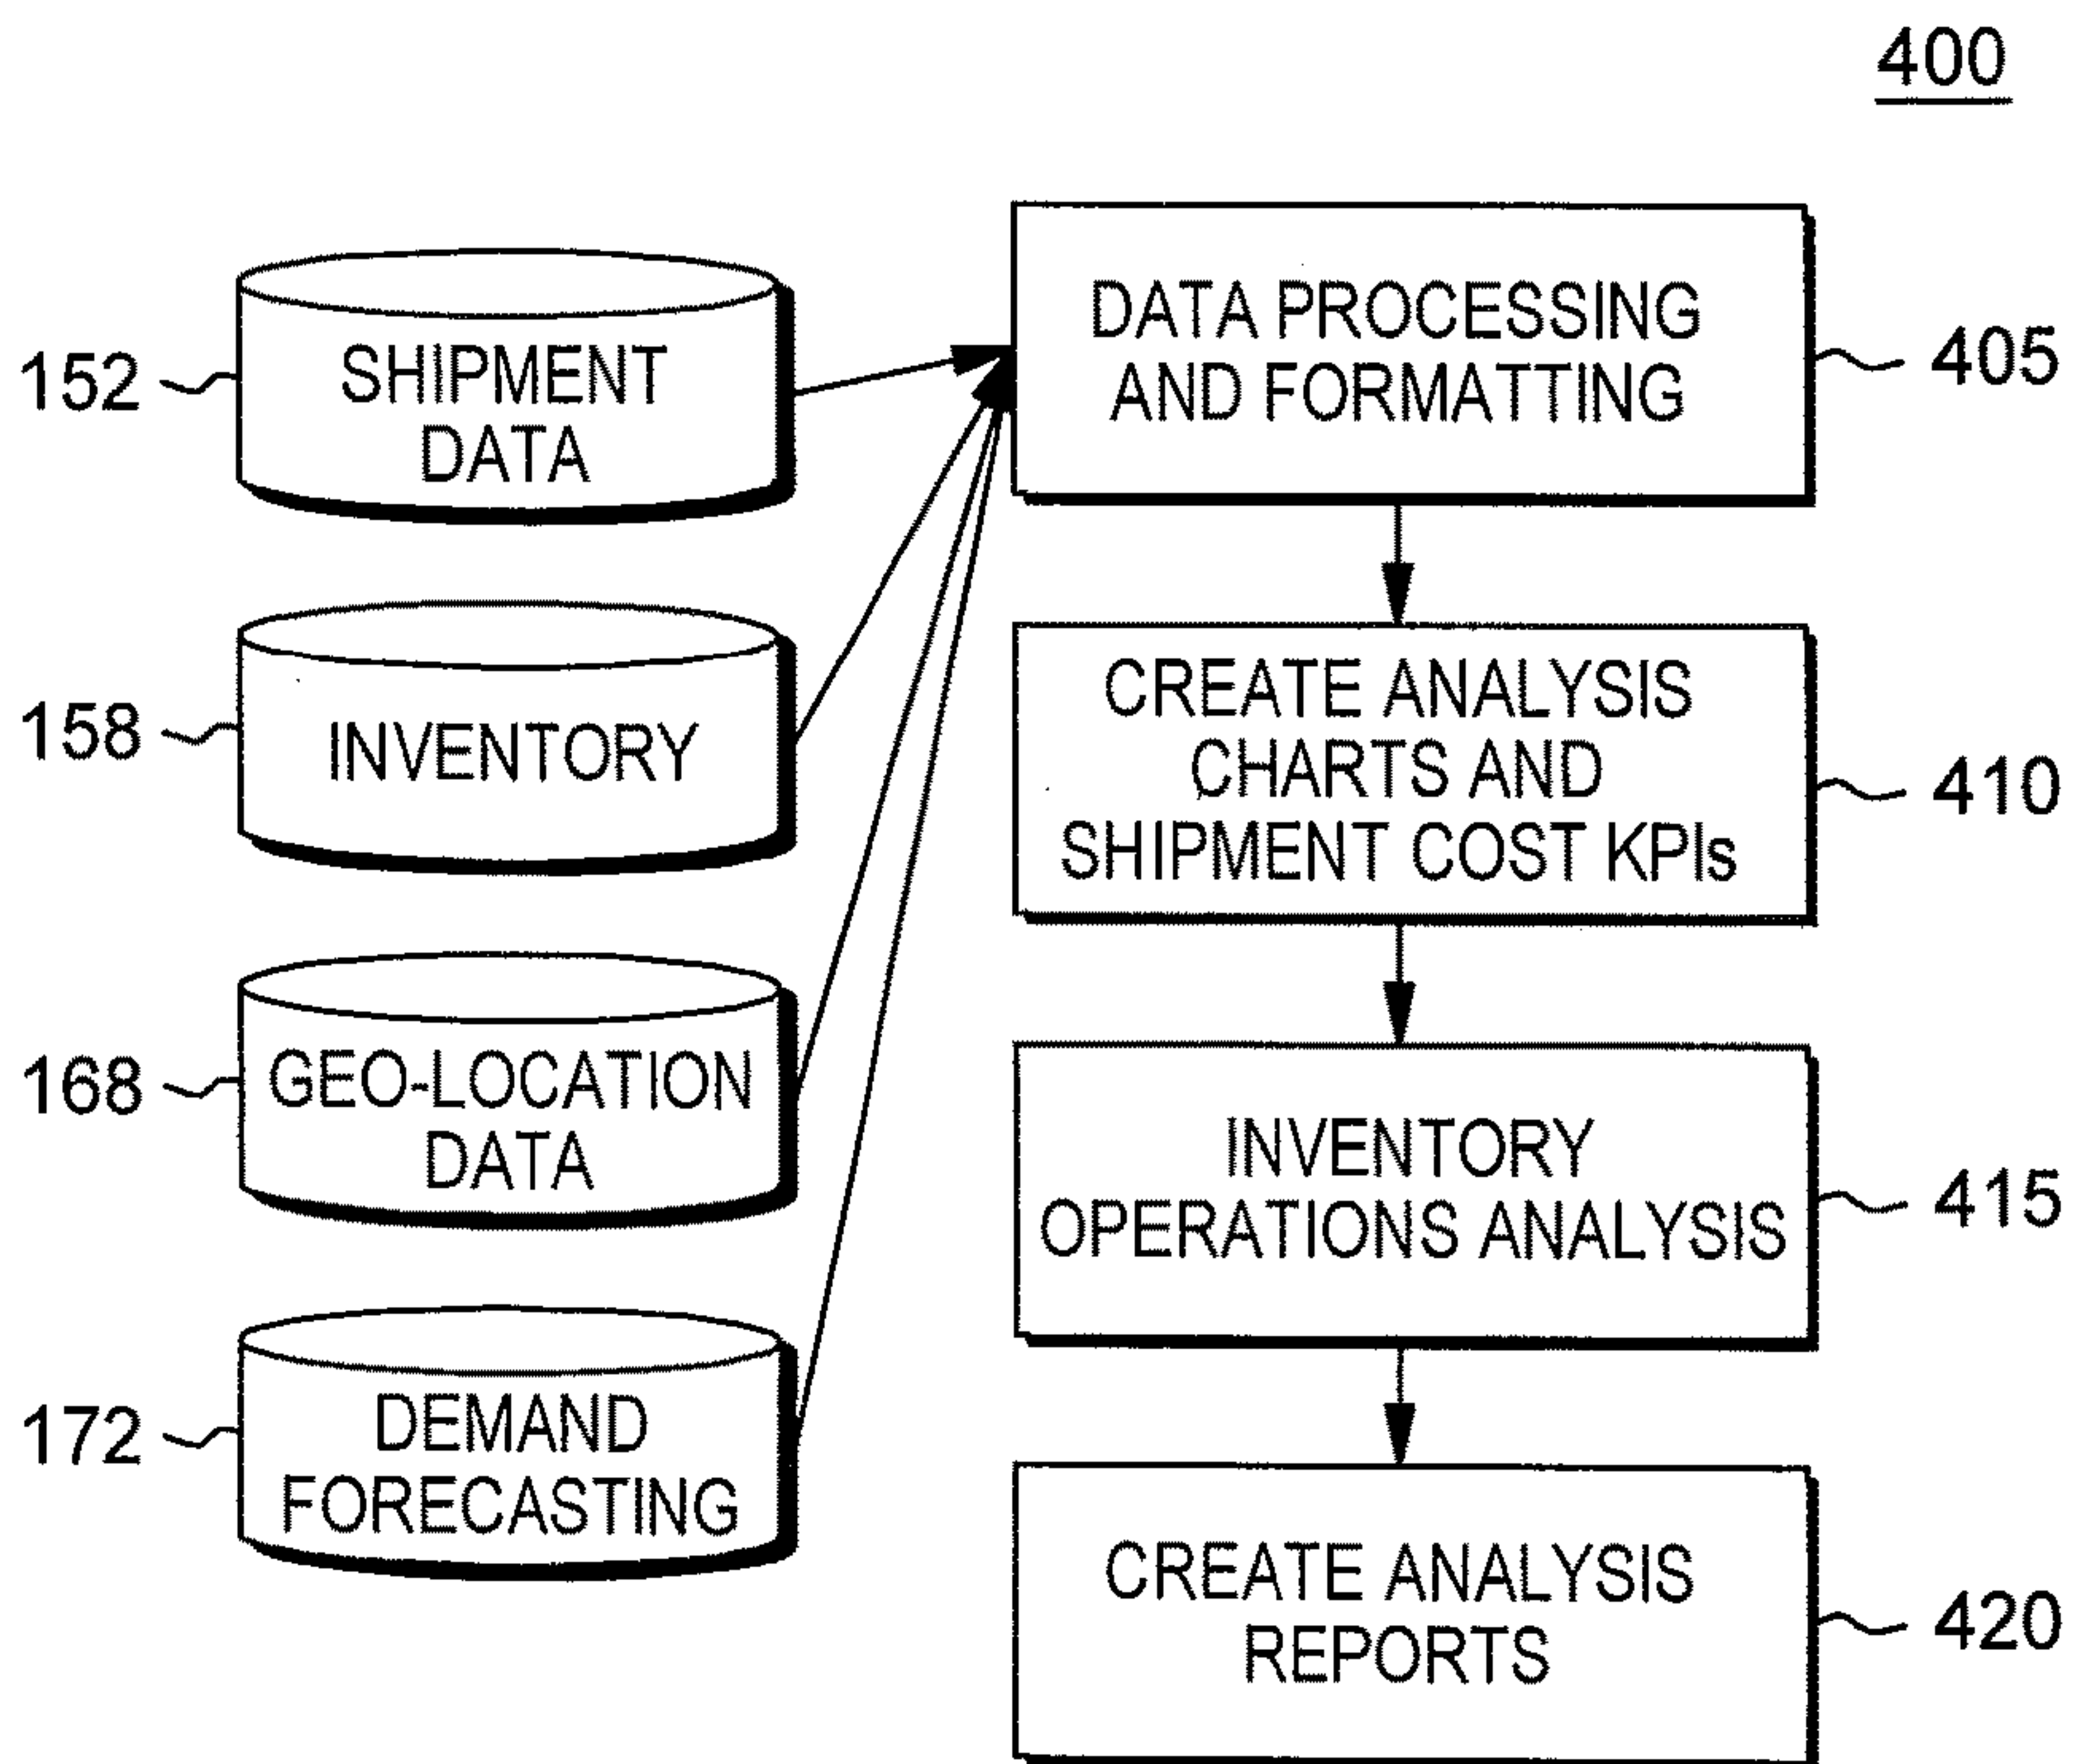 400
152
SHIPMENT
DATA
158
INVENTORY
168
GEO-LOCATION
DATA
172
DEMAND
FORECASTING
DATA PROCESSING
AND FORMATTING
405
CREATE ANALYSIS
CHARTS AND
SHIPMENT COST KPIs
410
INVENTORY
OPERATIONS ANALYSIS
415
CREATE ANALYSIS
REPORTS
420